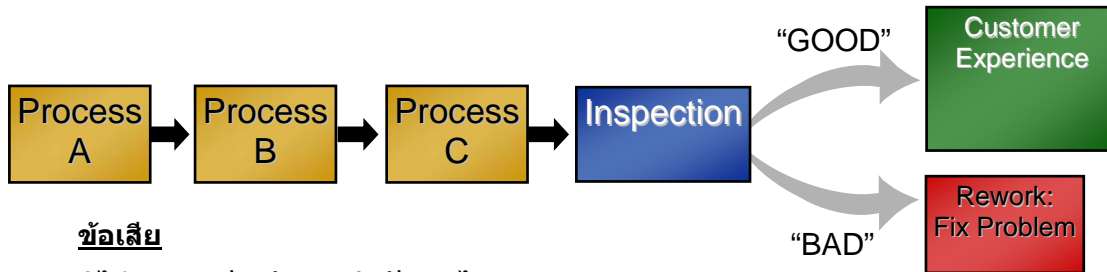 “GOOD”
Customer
Experience
Process
A
Process
B
Process
C
Inspection
Rework:
Fix Problem
“BAD”
ข้อเสีย